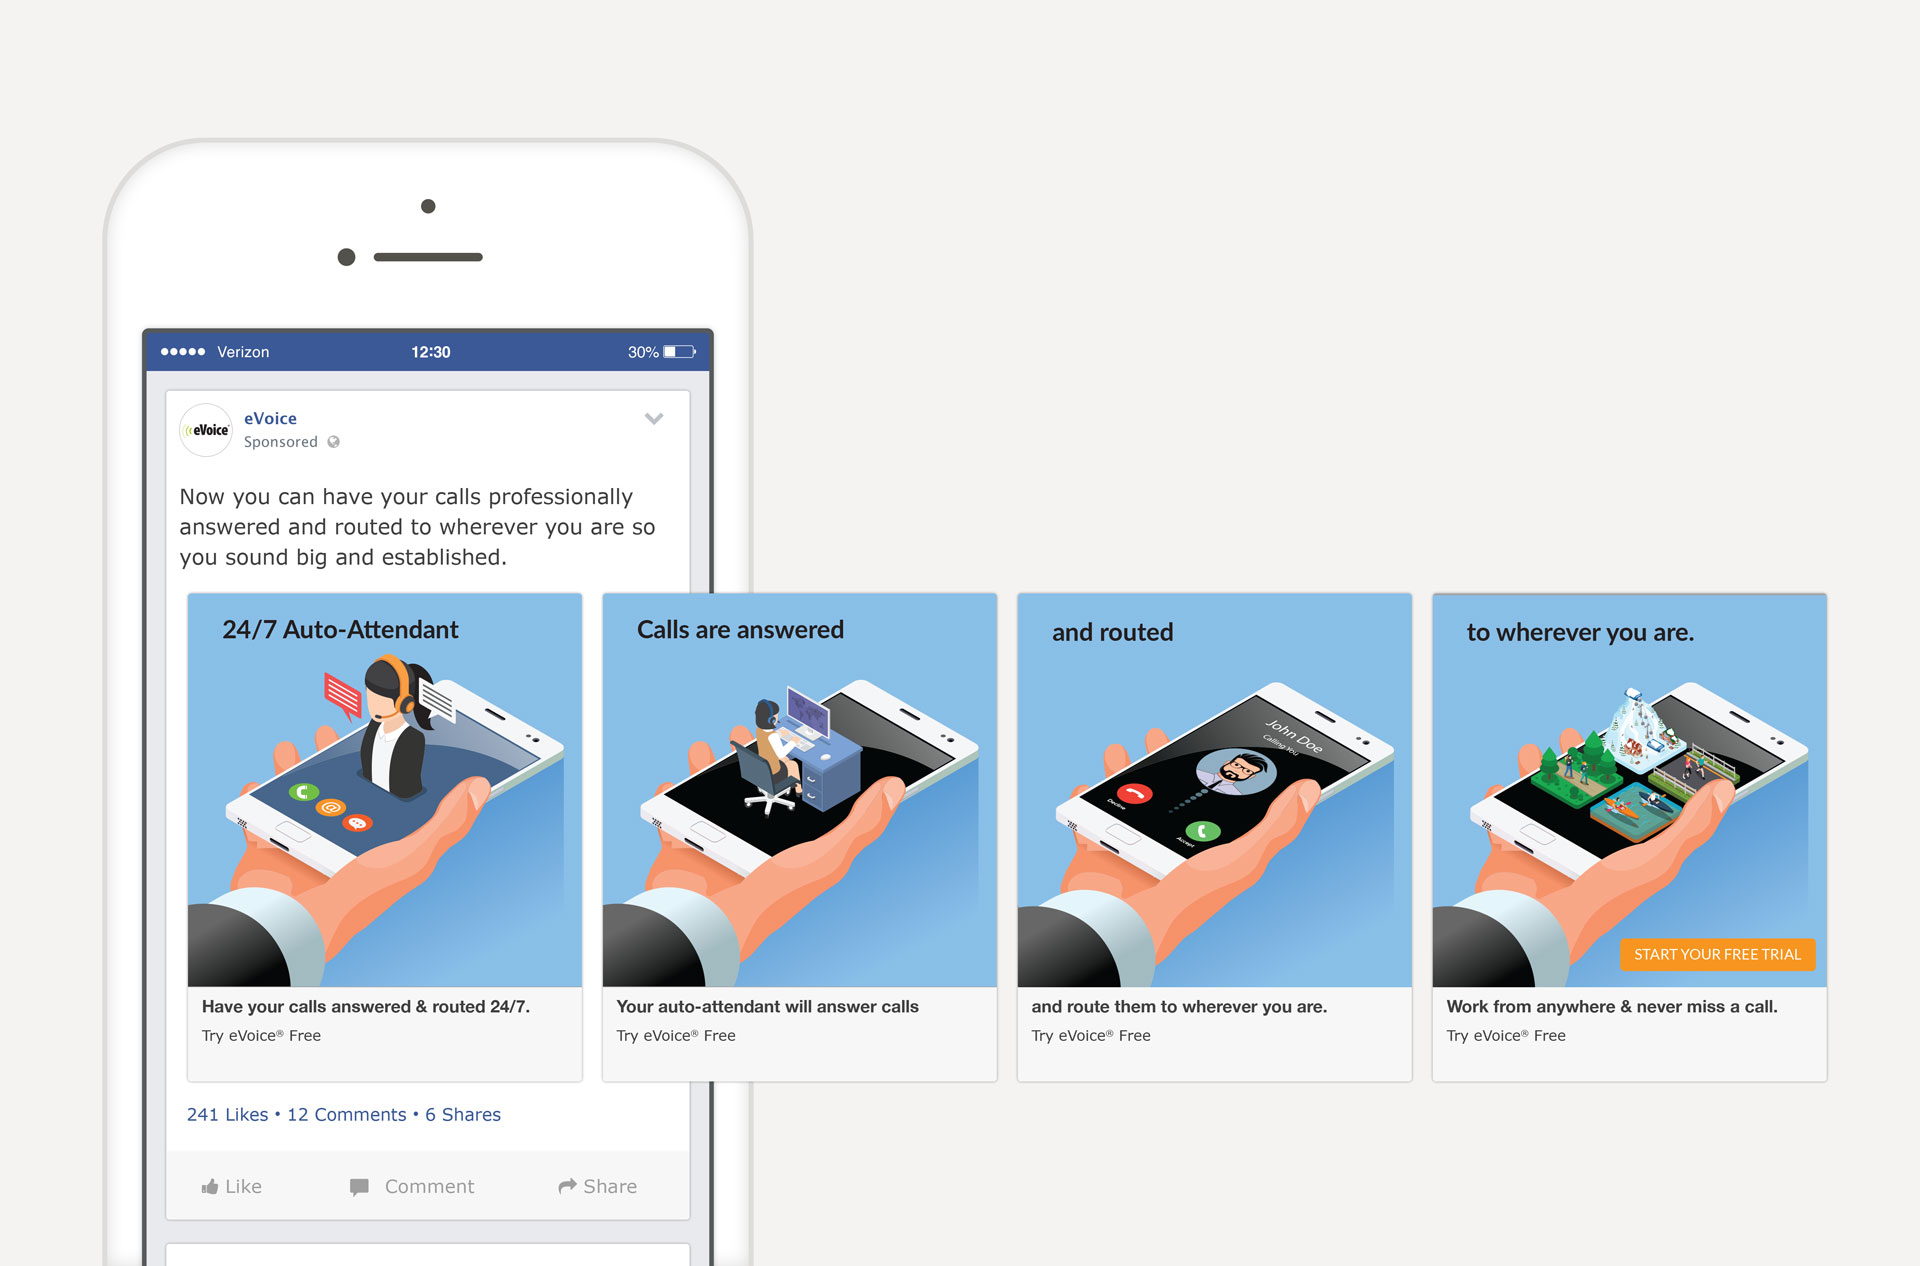 Verizon 12:30 30%
eVoice
eVoice
Sponsored
Now you can have your calls professionally
answered and routed to wherever you are so
you sound big and established.
24/7 Auto-Attendant
Have your calls answered & routed 24/7.
Try eVoice® Free
Calls are answered
Your auto-attendant will answer calls
Try eVoice® Free
and routed
John Doe
Calling You
Decline
Accept
and route them to wherever you are.
Try eVoice® Free
to wherever you are.
START YOUR FREE TRIAL
Work from anywhere & never miss a call.
Try eVoice® Free
241 Likes • 12 Comments • 6 Shares
Like Comment Share